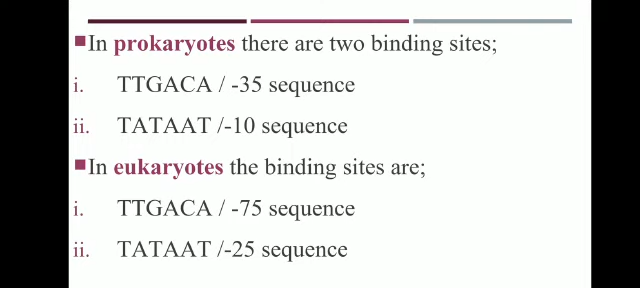 In prokaryotes there are two binding sites;
i. TTGACA / -35 sequence
ii. TATAAT /-10 sequence
In eukaryotes the binding sites are;
i. TTGACA / -75 sequence
ii. TATAAT /-25 sequence